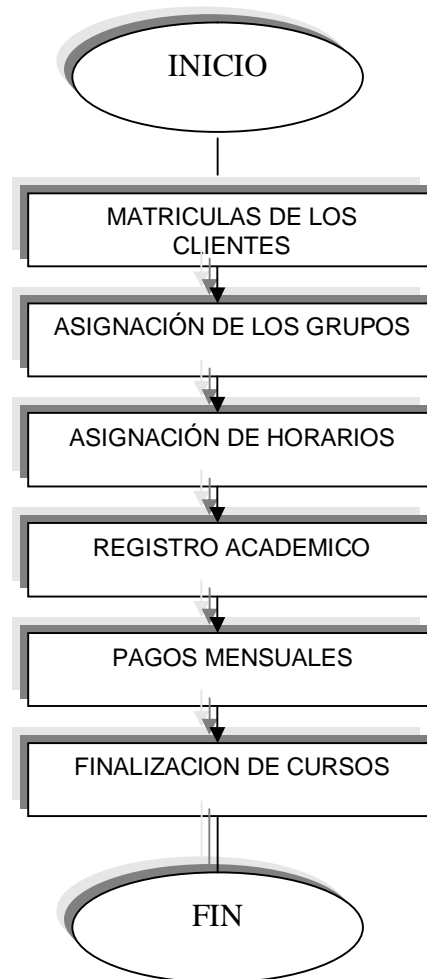 INICIO
MATRICULAS DE LOS
CLIENTES
ASIGNACIÓN DE LOS GRUPOS
ASIGNACIÓN DE HORARIOS
REGISTRO ACADEMICO
PAGOS MENSUALES
FINALIZACION DE CURSOS
FIN